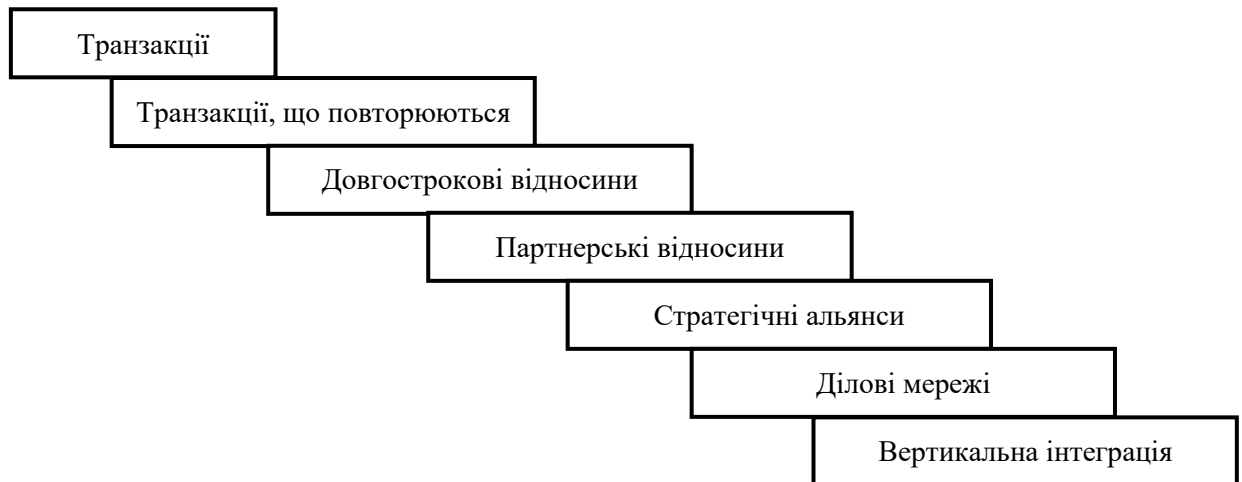 Транзакції
Транзакції, що повторюються
Довгострокові відносини
Партнерські відносини
Стратегічні альянси
Ділові мережі
Вертикальна інтеграція